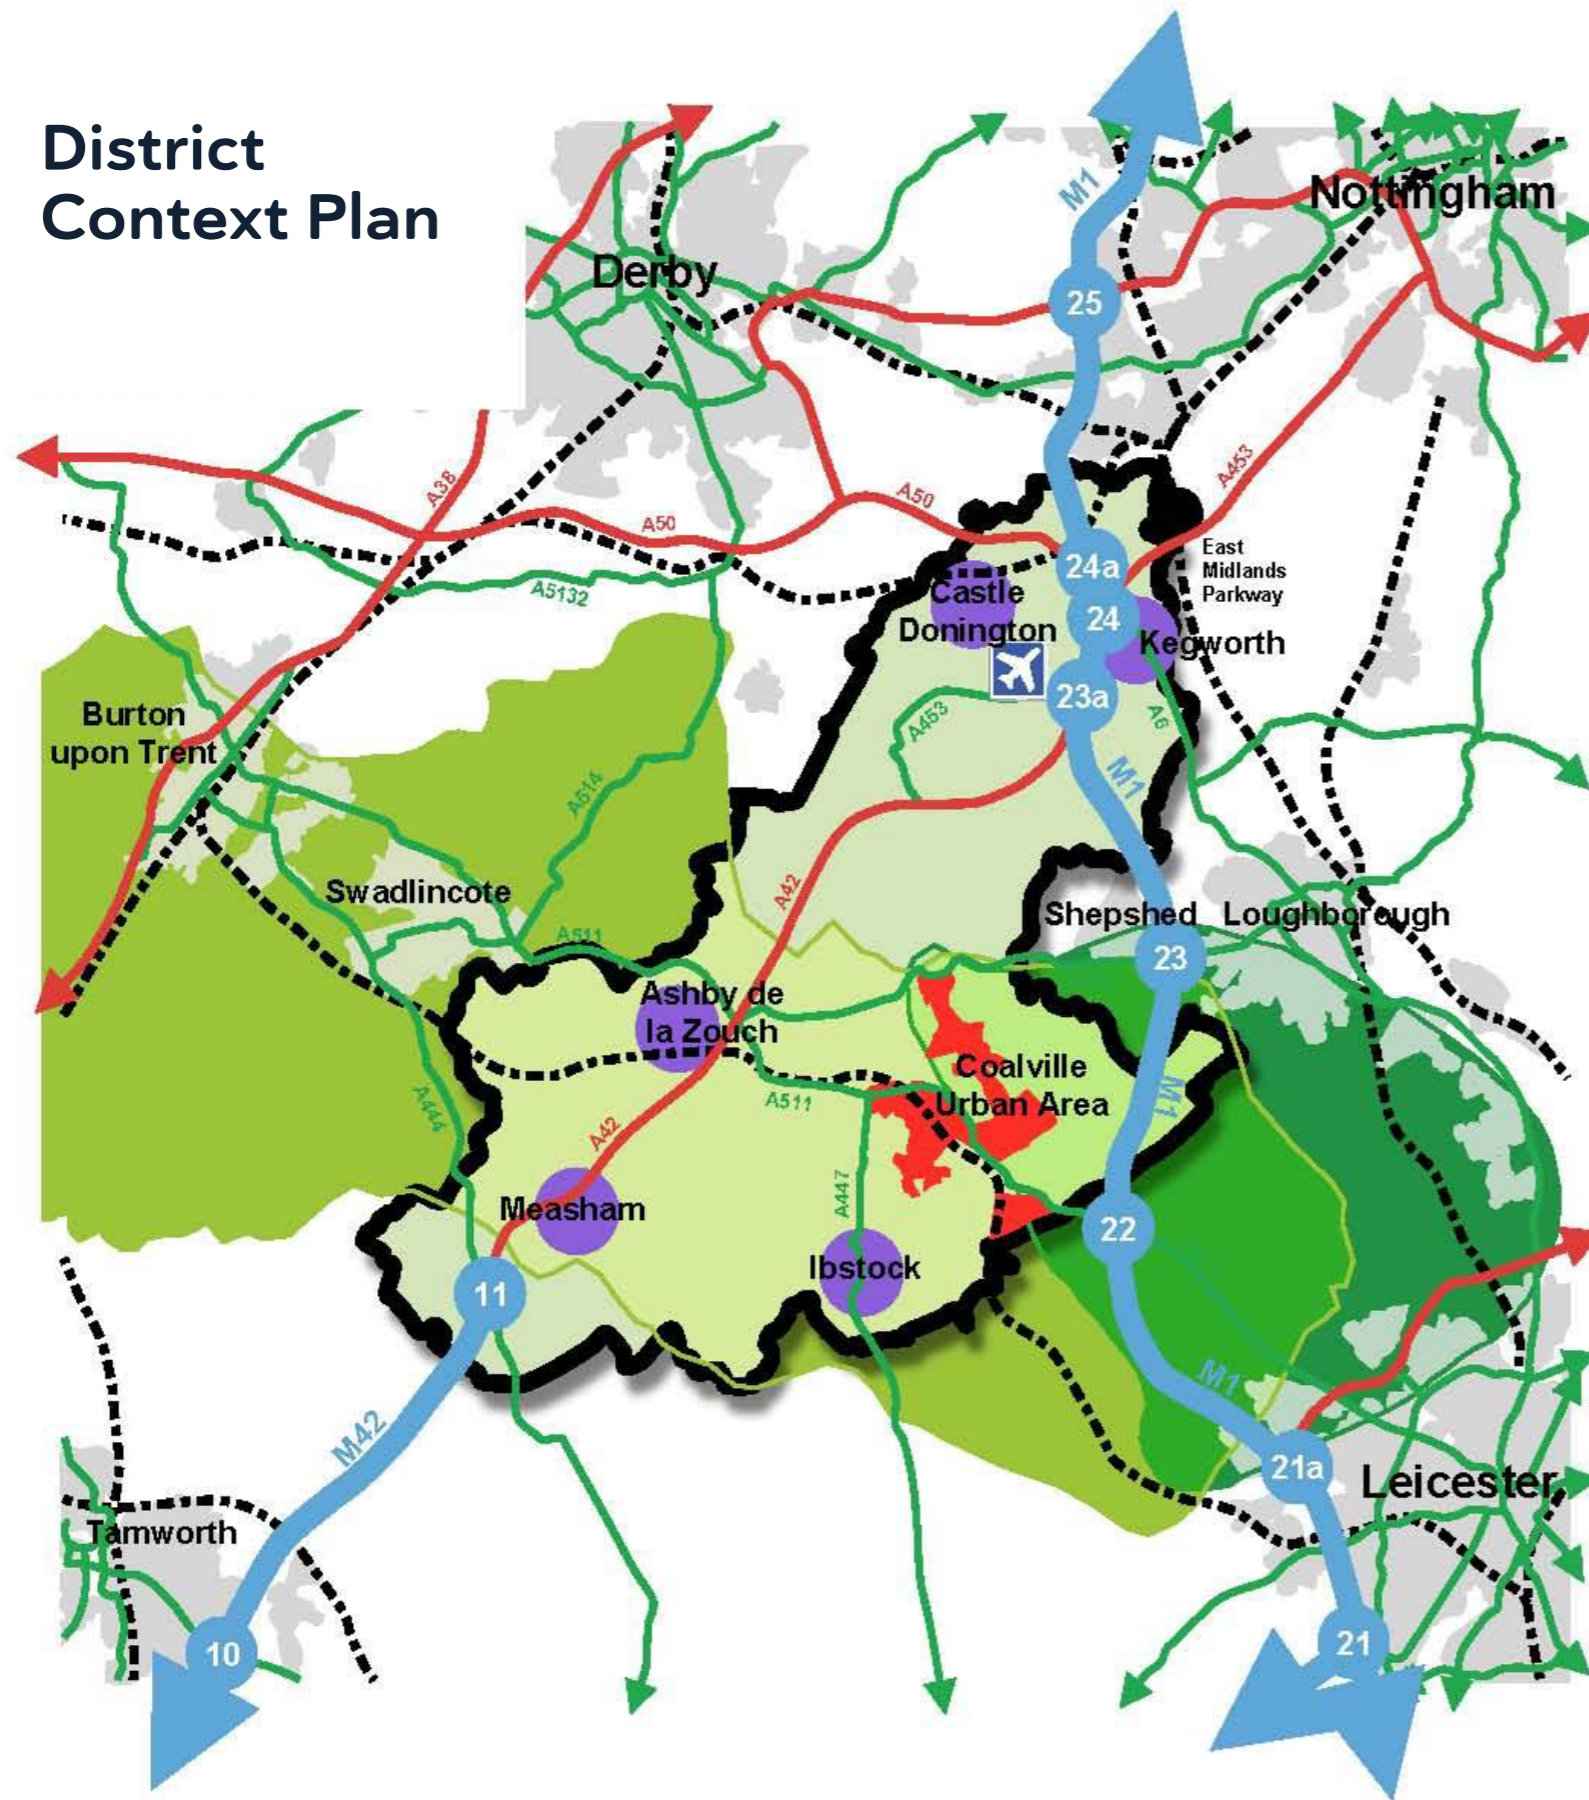 District
Context Plan
M1
Nottingham
Derby
25
A38
A453
A50
A50
24a
East
Midlands
Parkway
A5132
Castle
Donington
24
Kegworth
23a
A453
A6
Burton
upon Trent
M1
A514
A42
Swadlincote
Shepshed
Loughborough
A511
23
Ashby de
la Zouch
Coalville
Urban Area
M1
A511
A444
A42
A447
Measham
22
Ibstock
11
M1
M42
21a
Leicester
Tamworth
10
21